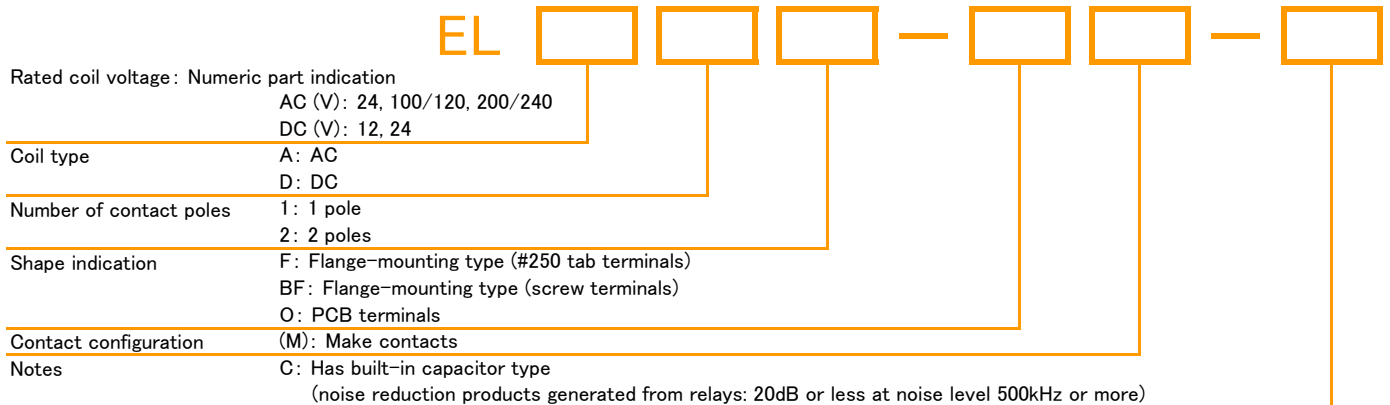 EL
Rated coil voltage: Numeric part indication
AC (V): 24, 100/120, 200/240
DC (V): 12, 24
Coil type A: AC
D: DC
Number of contact poles 1: 1 pole
2: 2 poles
Shape indication F: Flange-mounting type (#250 tab terminals)
BF: Flange-mounting type (screw terminals)
O: PCB terminals
Contact configuration (M): Make contacts
Notes C: Has built-in capacitor type
(noise reduction products generated from relays: 20dB or less at noise level 500kHz or more)